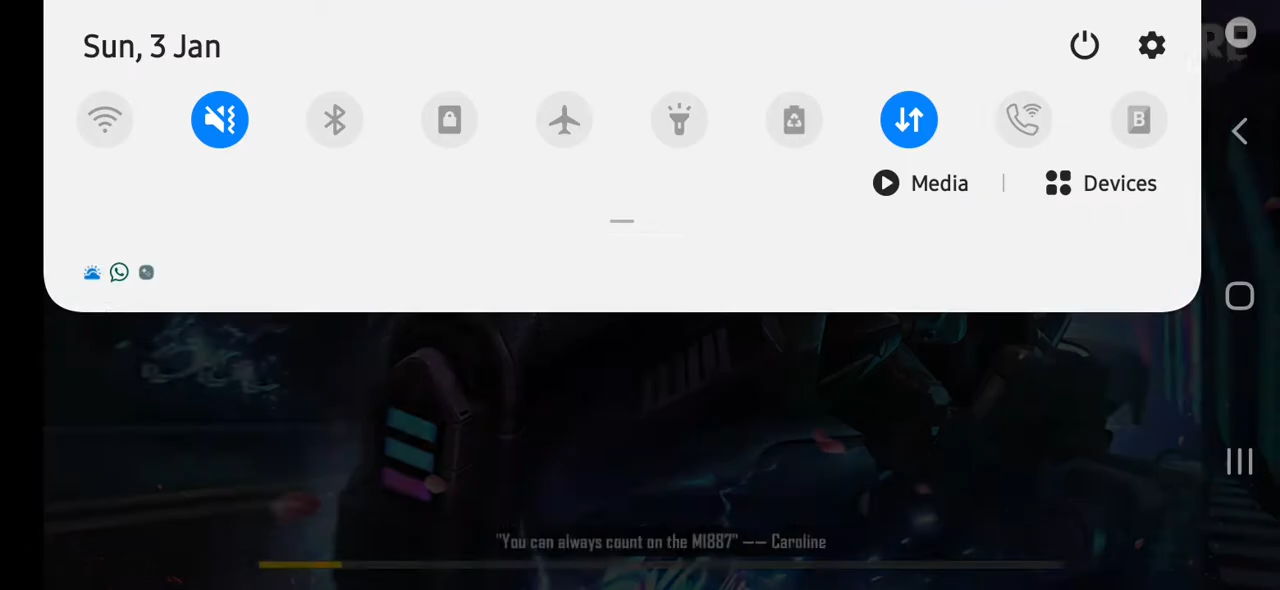 Sun, 3 Jan
B
Media
Devices
"You can always count on the M1887" —— Caroline